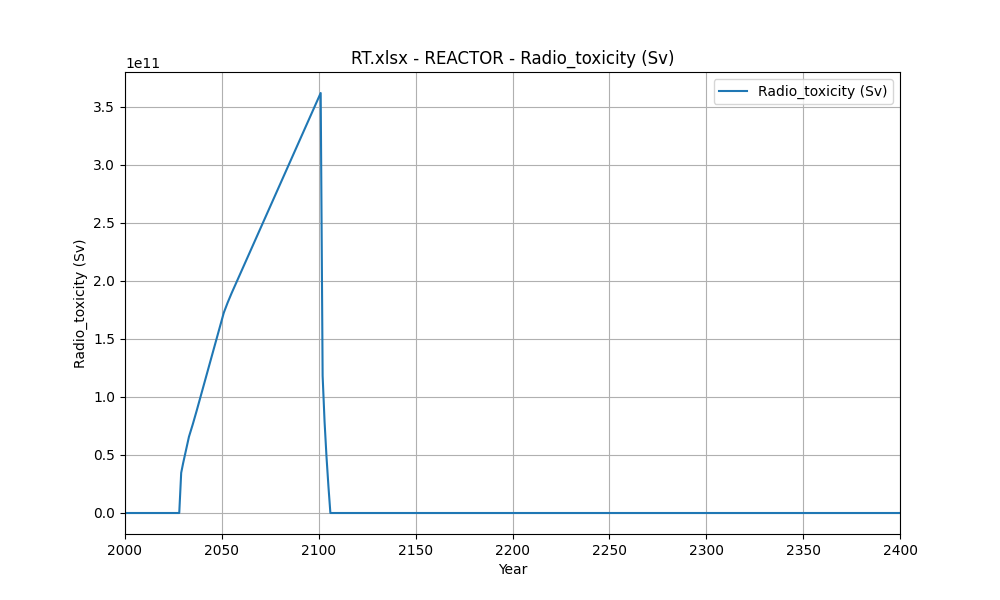 RT.xlsx - REACTOR - Radio_toxicity (Sv)
1e11
Radio_toxicity (Sv)
3.5
3.0
2.5
2.0
1.5
1.0
0.5
0.0
Radio_toxicity (Sv)
2000 2050 2100 2150 2200 2250 2300 2350 2400
Year